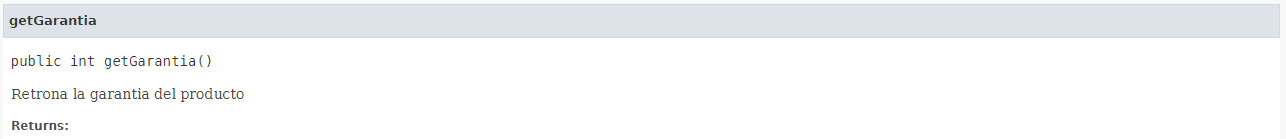 getGarantia
public int getGarantia()
Retrona la garantia del producto
Returns: